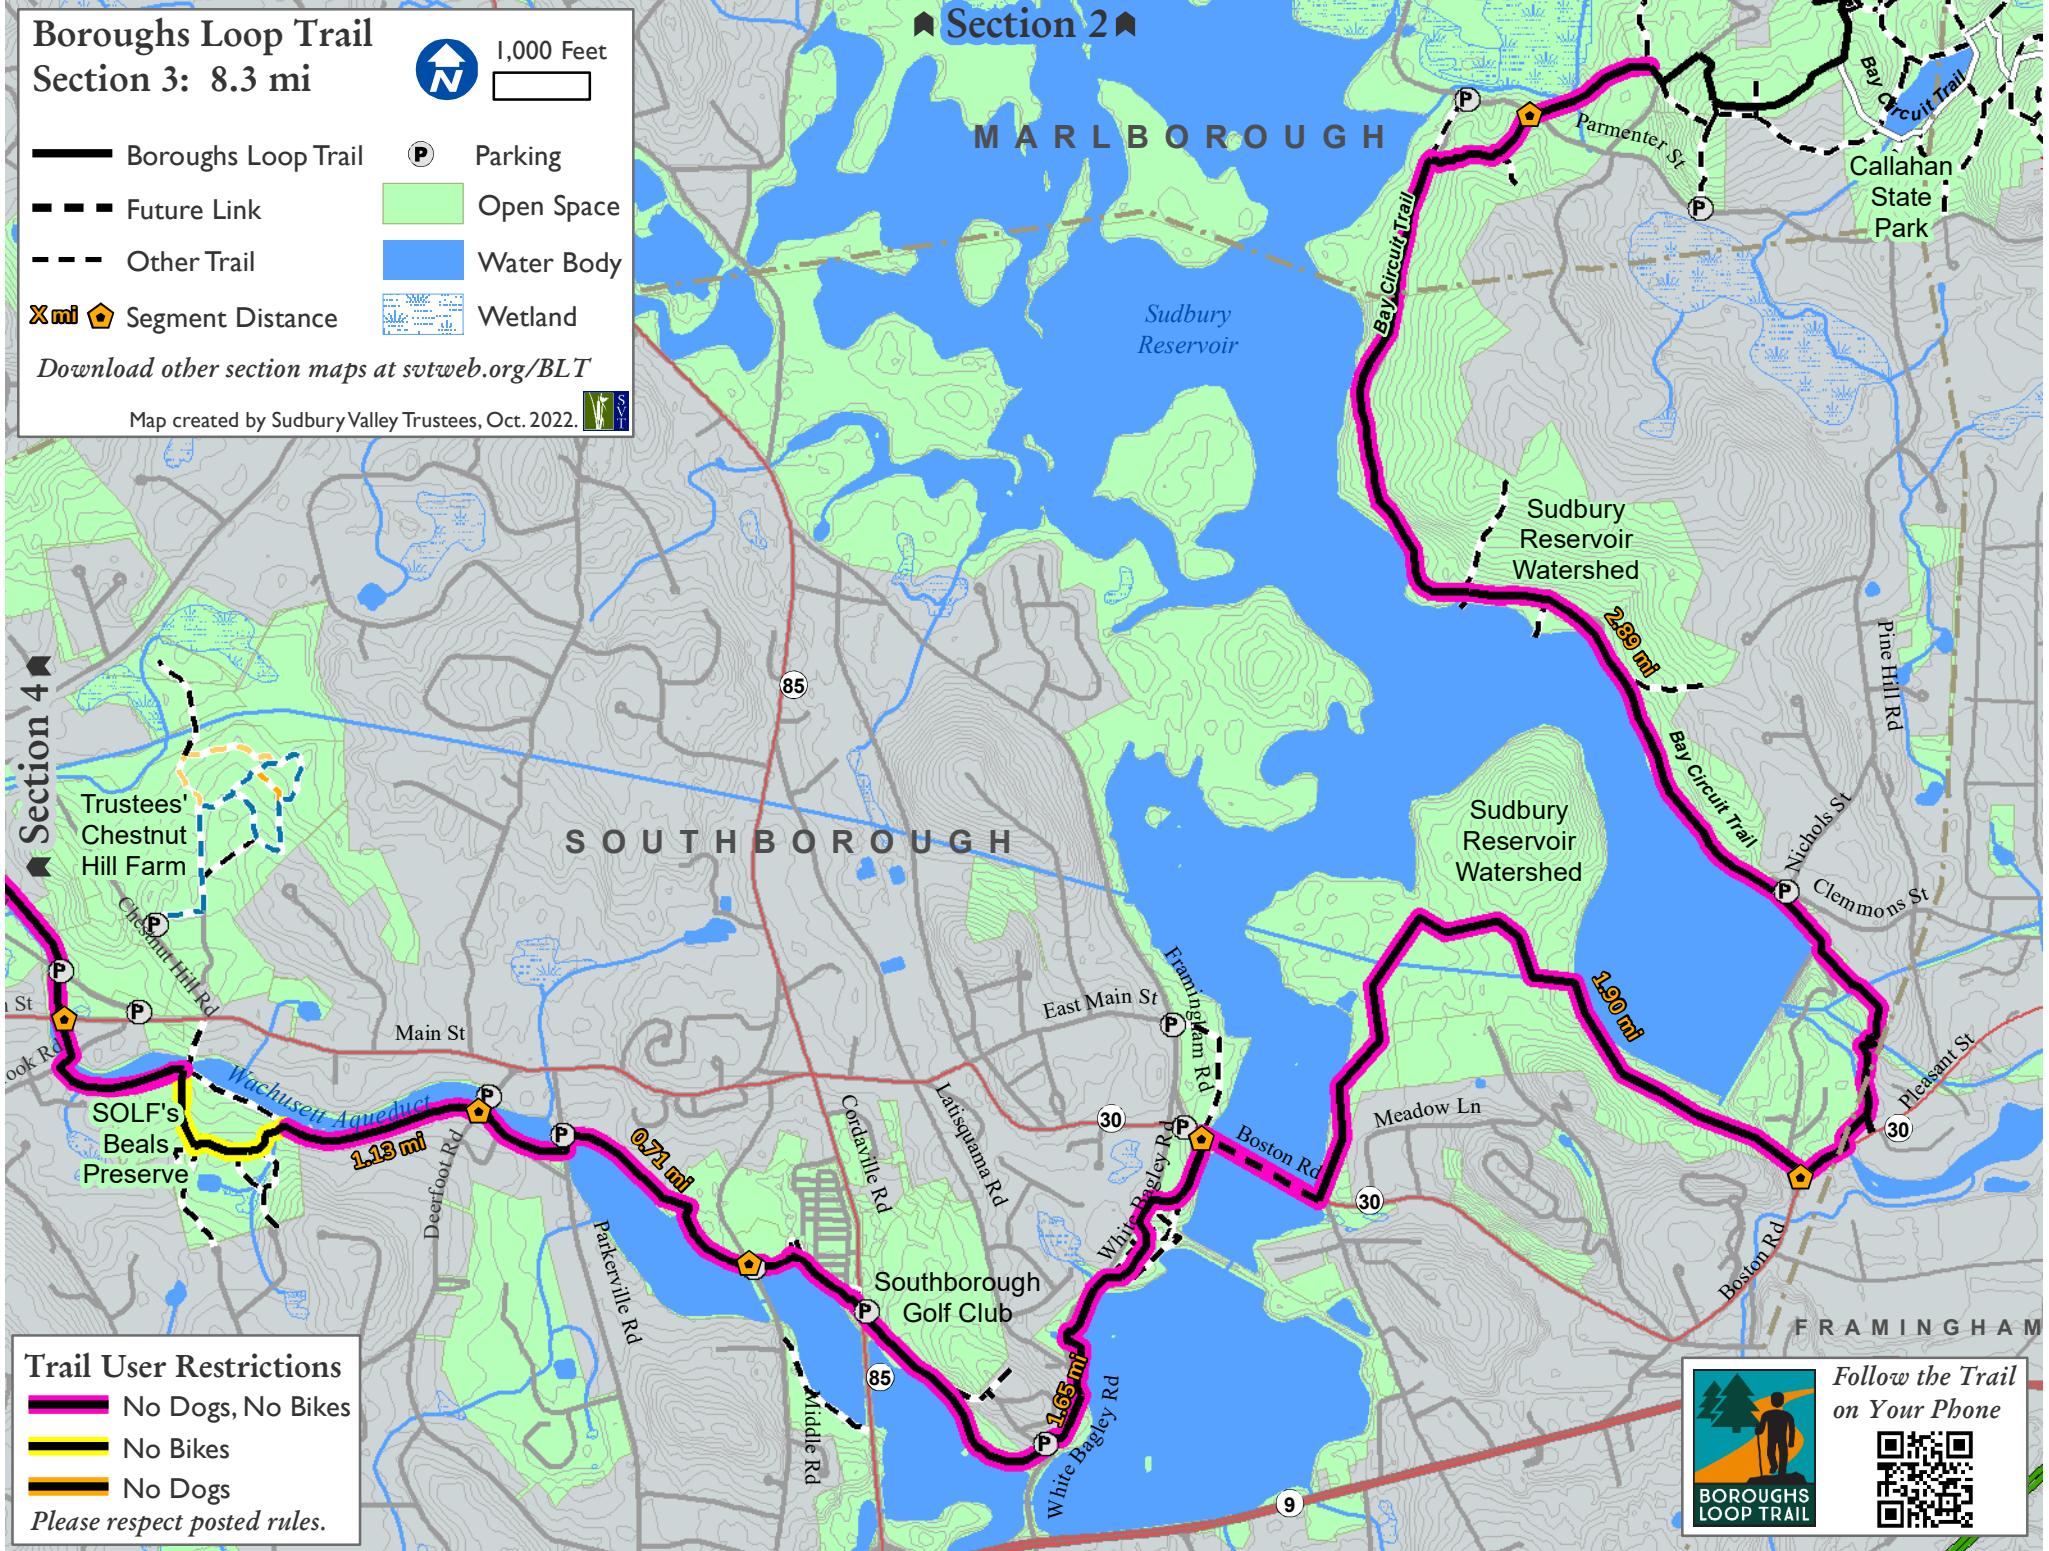 Boroughs Loop Trail
Section 3: 8.3 mi
N
1,000 Feet
Boroughs Loop Trail
Future Link
Other Trail
X mi
Segment Distance
P
Parking
Open Space
Water Body
Wetland
Download other section maps at svtweb.org/BLT
Map created by Sudbury Valley Trustees, Oct. 2022.
SVT
Section 2
MARLBOROUGH
P
Parmenter St
P
Bay Circuit Trail
Callahan
State
Park
Bay Circuit Trail
Sudbury
Reservoir
Sudbury
Reservoir
Watershed
2.89 mi
Pine Hill Rd
85
Section 4
Bay Circuit Trail
Trustees'
Chestnut
Hill Farm
SOUTHBOROUGH
Sudbury
Reservoir
Watershed
Nichols St
P
Clemmons St
P
Chestnut Hill Rd
P
P
n St
Main St
East Main St
P
Framingham Rd
1.90 mi
ook Rd
Wachusett Aqueduct
P
Pleasant St
SOLF's
Beals
Preserve
1.13 mi
Deerfoot Rd
P
0.71 mi
Cordaville Rd
Latisquama Rd
30
P
Boston Rd
Meadow Ln
30
White Bagley Rd
30
Parkerville Rd
Southborough
Golf Club
P
Boston Rd
FRAMINGHAM
85
Middle Rd
1.65 mi
P
White Bagley Rd
9
Trail User Restrictions
No Dogs, No Bikes
No Bikes
No Dogs
Please respect posted rules.
Follow the Trail
on Your Phone
BOROUGHS
LOOP TRAIL